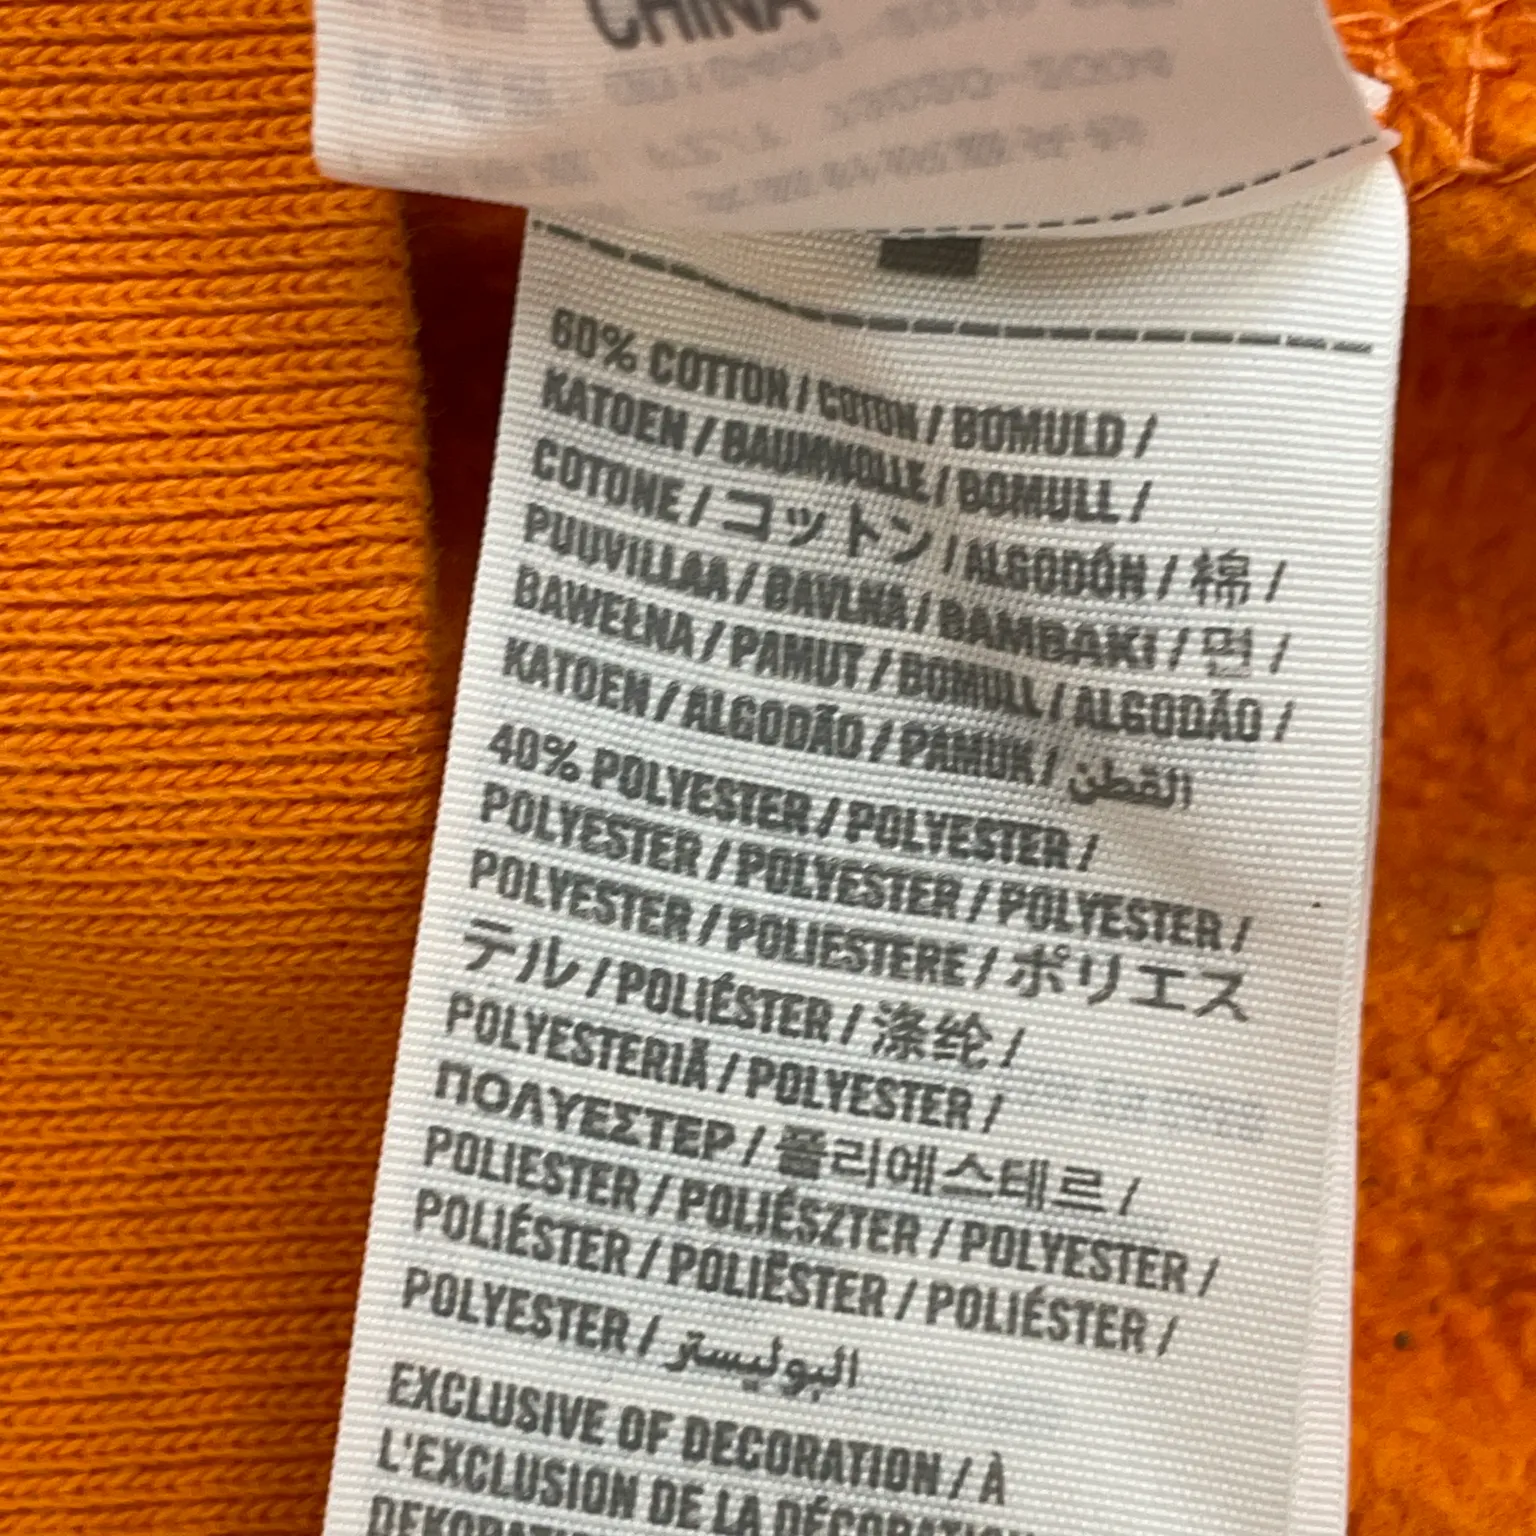 CHINA
60% COTTON / COTON / BOMULD /
KATOEN / BAUMWOLLE / BOMULL /
COTONE / コットン / ALGODÓN / 棉 /
PUUVILLAA / BAVLNA / BAMBAKI / 면 /
BAWEŁNA / PAMUT / BOMULL / ALGODÃO /
KATOEN / ALGODÃO / PAMUK / القطن
40% POLYESTER / POLYESTER /
POLYESTER / POLYESTER / POLYESTER /
POLYESTER / POLIESTERE / ポリエス
テル / POLIÉSTER / 涤纶 /
POLYESTERIÄ / POLYESTER /
ΠΟΛΥΕΣΤΕΡ / 폴리에스테르 /
POLIESTER / POLIÉSZTER / POLYESTER /
POLIÉSTER / POLIËSTER / POLIÉSTER /
POLYESTER / البوليستر
EXCLUSIVE OF DECORATION / À
L'EXCLUSION DE LA DÉCORATION